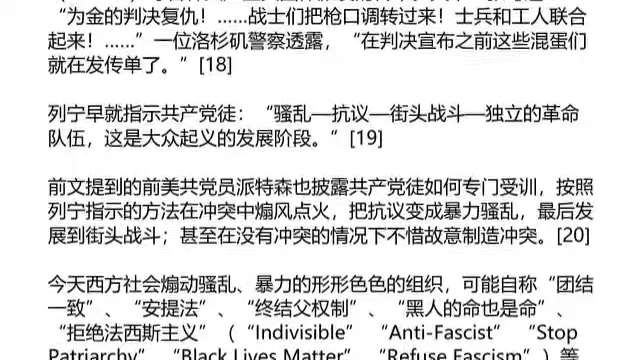 “为金的判决复仇！……战士们把枪口调转过来！士兵和工人联合
起来！……”一位洛杉矶警察透露，“在判决宣布之前这些混蛋们
就在发传单了。”[18]
列宁早就指示共产党徒：“骚乱—抗议—街头战斗—独立的革命
队伍，这是大众起义的发展阶段。”[19]
前文提到的前美共党员派特森也披露共产党徒如何专门受训，按照
列宁指示的方法在冲突中煽风点火，把抗议变成暴力骚乱，最后发
展到街头战斗；甚至在没有冲突的情况下不惜故意制造冲突。[20]
今天西方社会煽动骚乱、暴力的形形色色的组织，可能自称“团结
一致”、“安提法”、“终结父权制”、“黑人的命也是命”、
“拒绝法西斯主义”（“Indivisible” “Anti-Fascist” “Stop
Patriarchy” “Black Lives Matter” “Refuse Fascism”）等